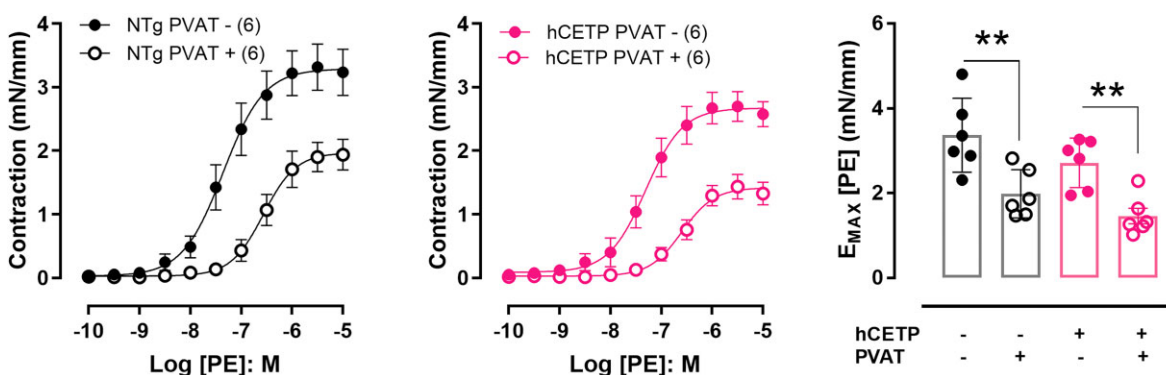 NTg PVAT - (6)
NTg PVAT + (6)
Contraction (mN/mm)
4
3
2
1
0
-10 -9 -8 -7 -6 -5
Log [PE]: M
hCETP PVAT - (6)
hCETP PVAT + (6)
Contraction (mN/mm)
4
3
2
1
0
-10 -9 -8 -7 -6 -5
Log [PE]: M
** **
EMAX [PE] (mN/mm)
6
4
2
0
hCETP - - + +
PVAT - + - +